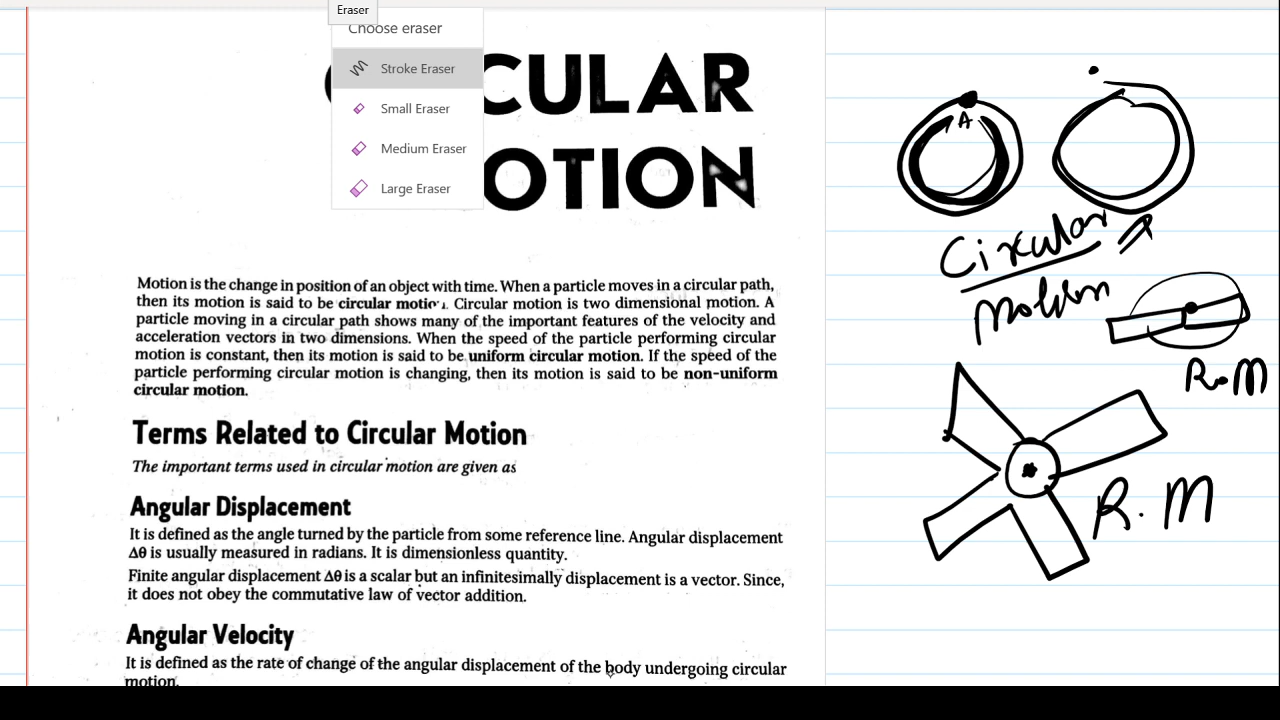 Eraser
Choose eraser
Stroke Eraser
Small Eraser
Medium Eraser
Large Eraser
CULAR
OTION
Motion is the change in position of an object with time. When a particle moves in a circular path,
then its motion is said to be circular motion. Circular motion is two dimensional motion. A
particle moving in a circular path shows many of the important features of the velocity and
acceleration vectors in two dimensions. When the speed of the particle performing circular
motion is constant, then its motion is said to be uniform circular motion. If the speed of the
particle performing circular motion is changing, then its motion is said to be non-uniform
circular motion.
Terms Related to Circular Motion
The important terms used in circular motion are given as
Angular Displacement
It is defined as the angle turned by the particle from some reference line. Angular displacement
Δθ is usually measured in radians. It is dimensionless quantity.
Finite angular displacement Δθ is a scalar but an infinitesimally displacement is a vector. Since,
it does not obey the commutative law of vector addition.
Angular Velocity
It is defined as the rate of change of the angular displacement of the body undergoing circular
motion.
A
Circular
Motion
R.M
R.M